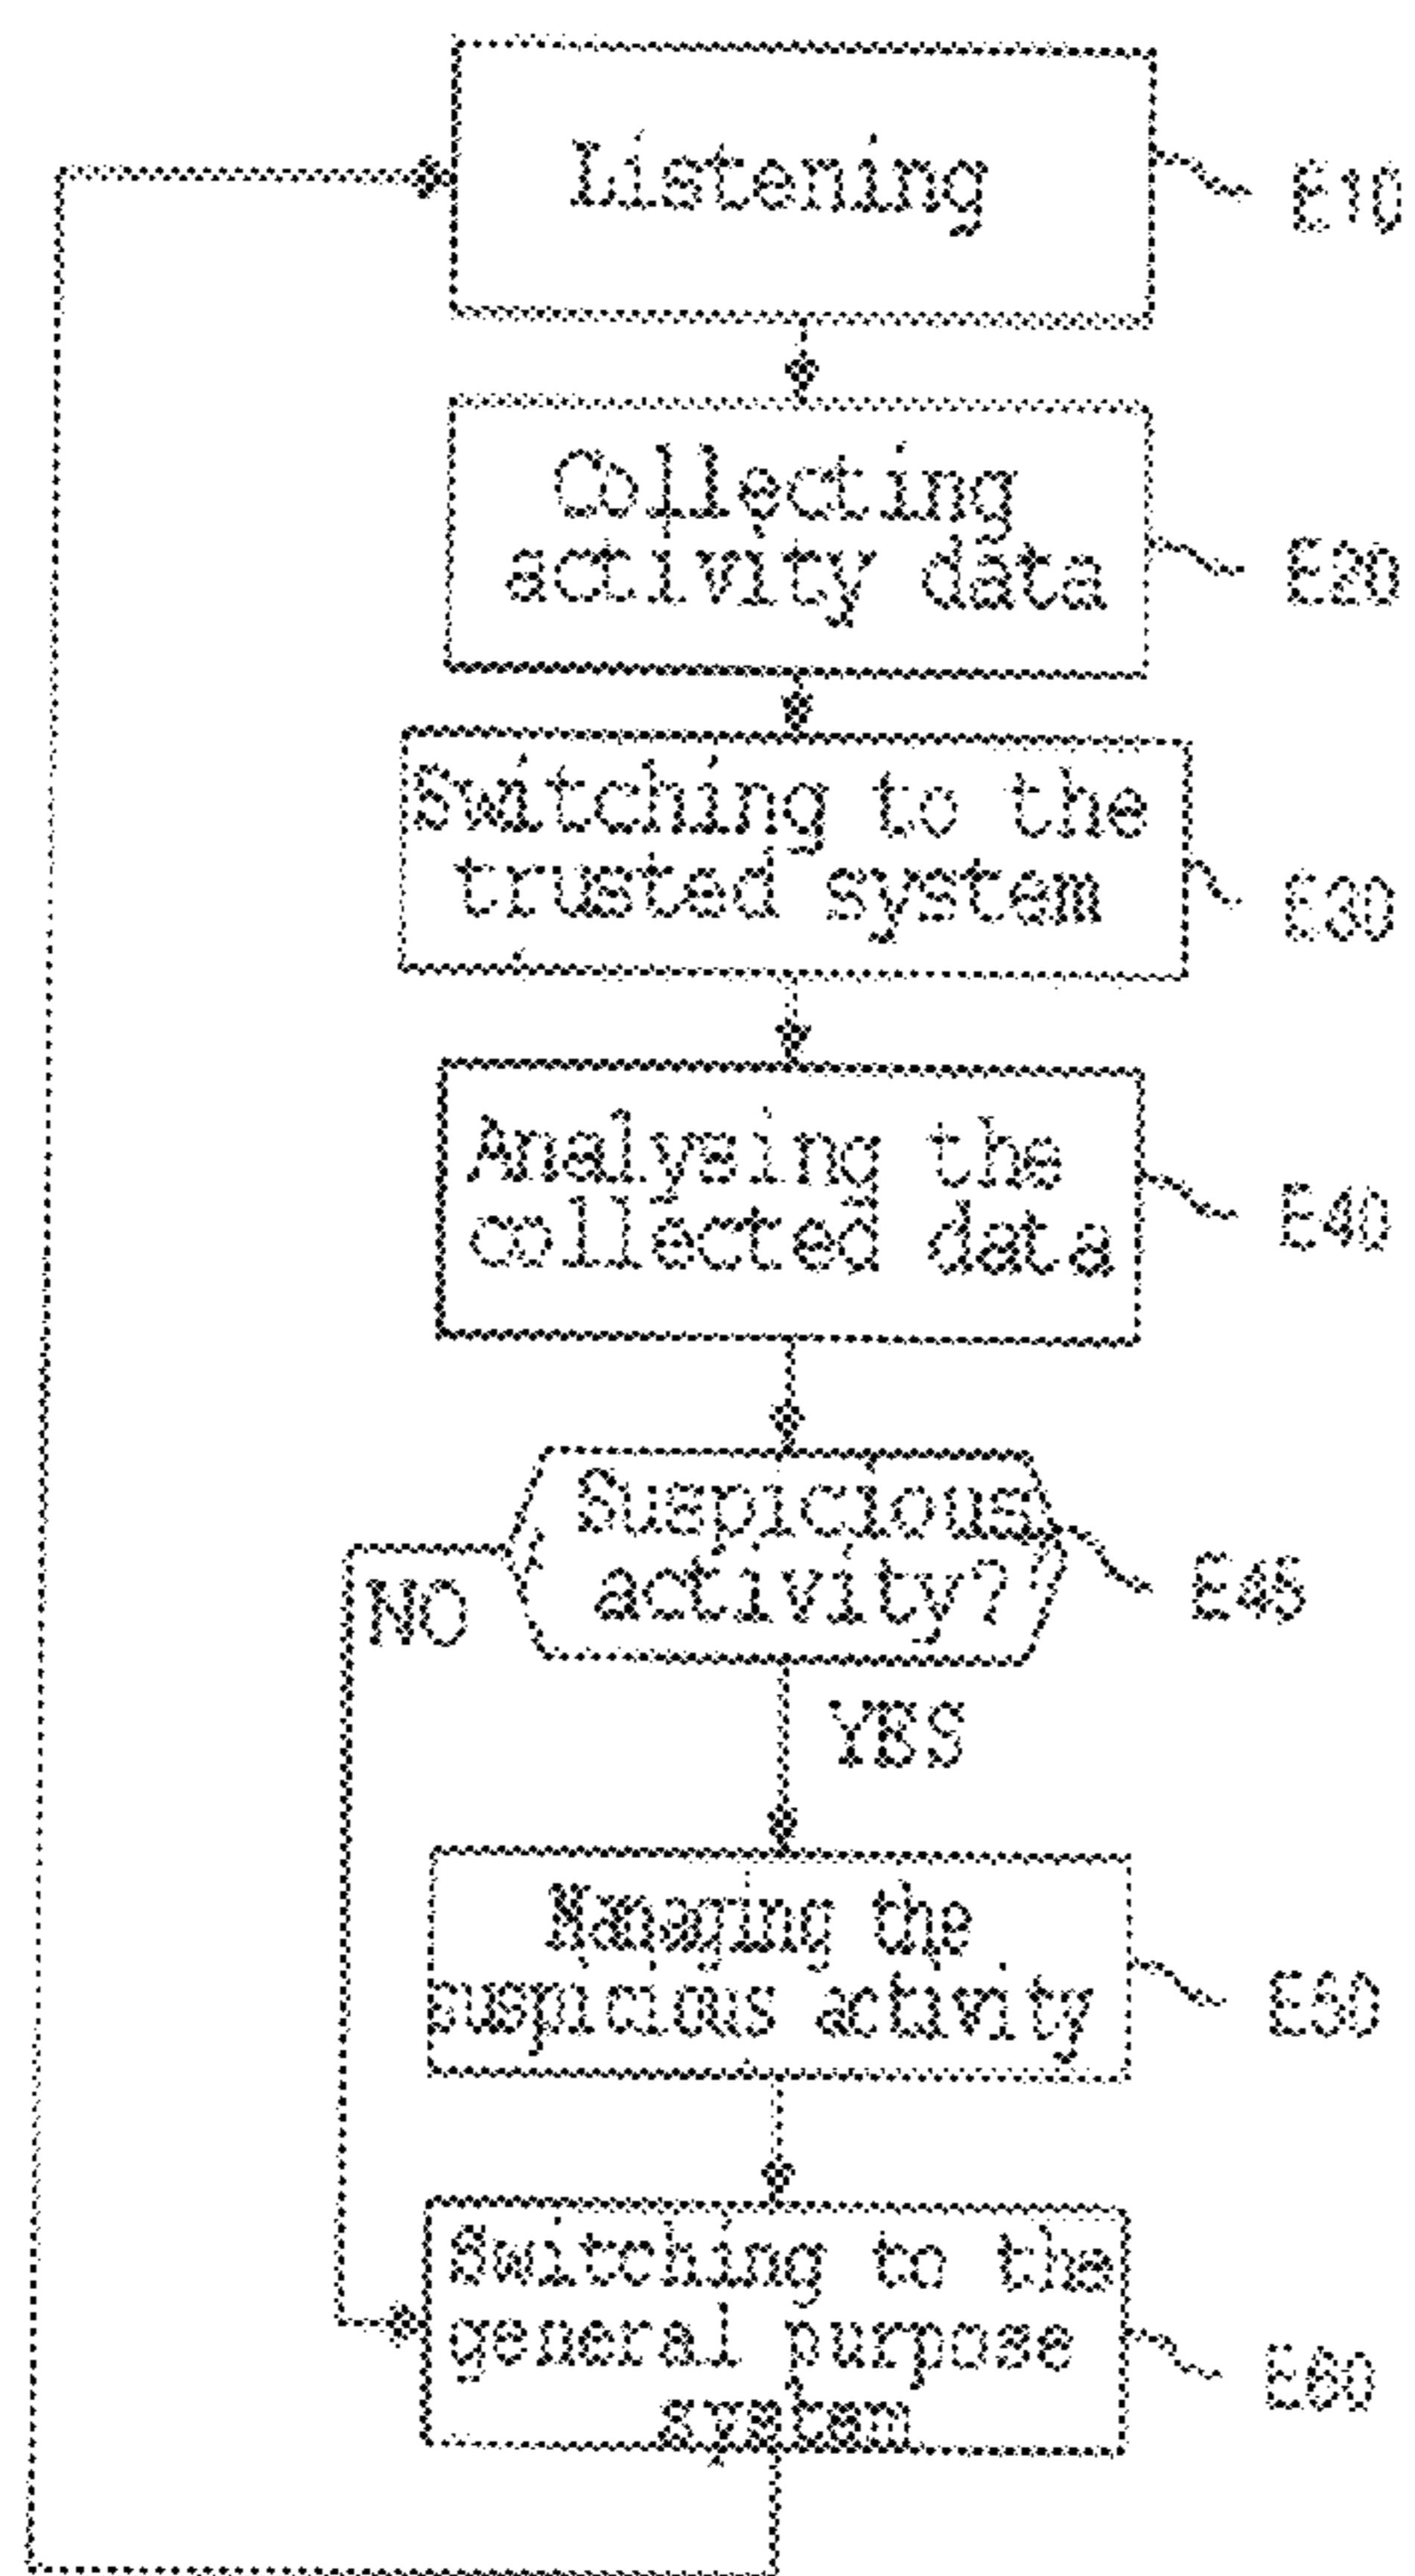 Listening
E10
Collecting
activity data
E20
Switching to the
trusted system
E30
Analysing the
collected data
E40
Suspicious
activity?
E45
NO
YES
Managing the
suspicious activity
E50
Switching to the
general purpose
system
E60